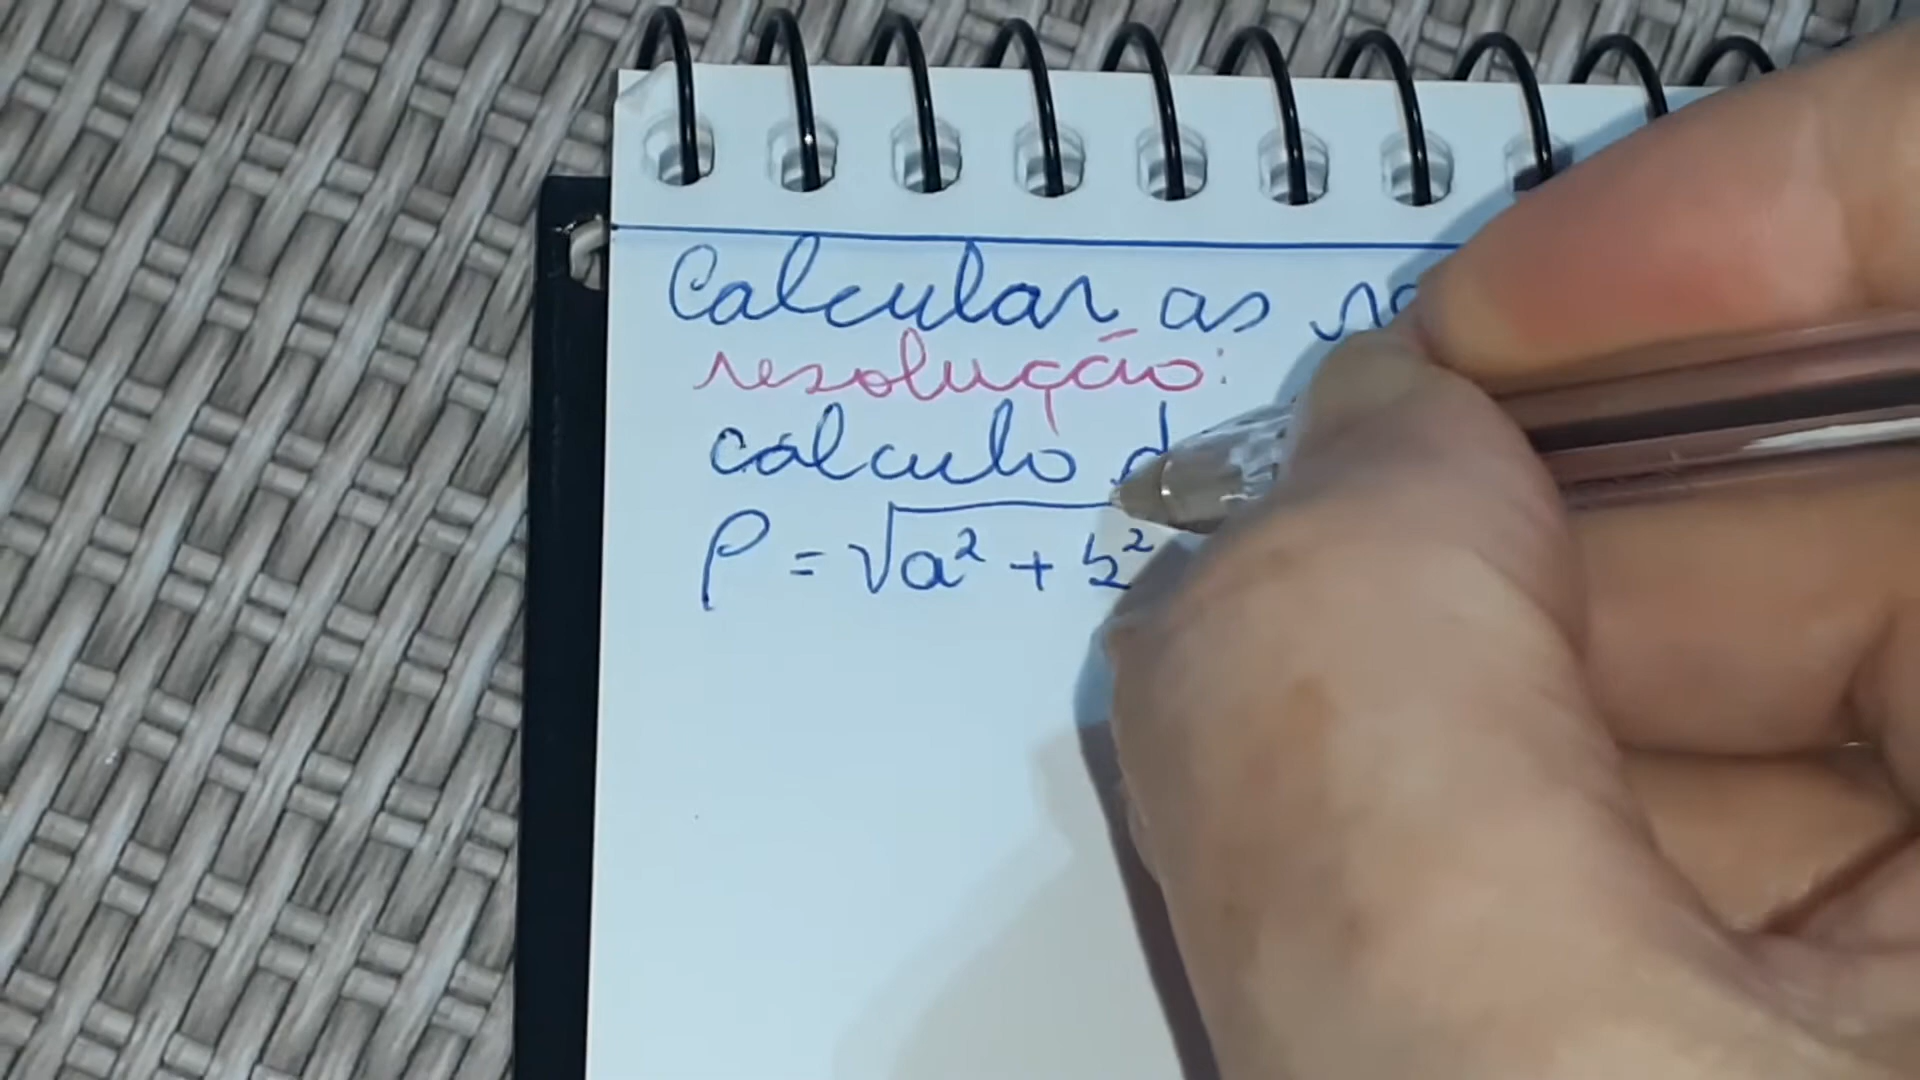 Calcular as
resolução:
cálculo
ρ = √a² + b²